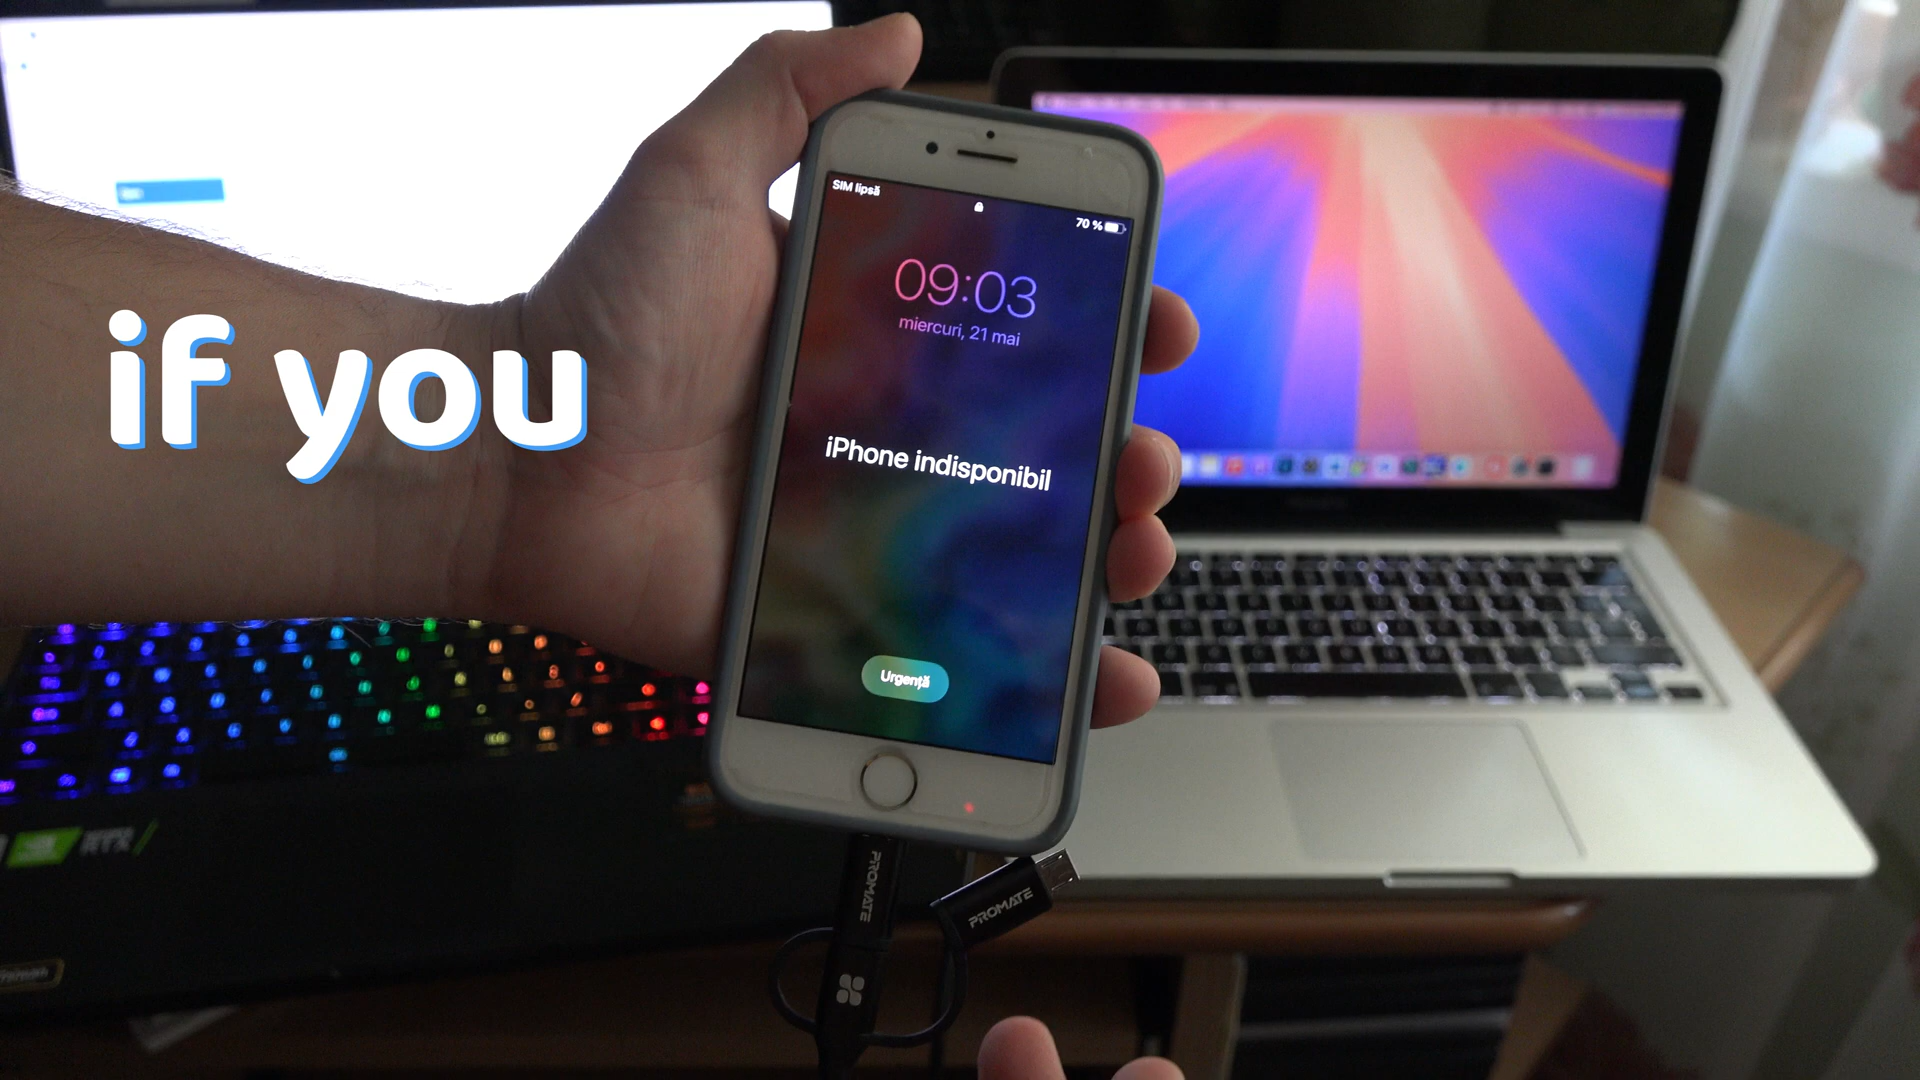 if you
SIM lipsă
70 %
09:03
miercuri, 21 mai
iPhone indisponibil
Urgență
PROMATE
PROMATE
RTX